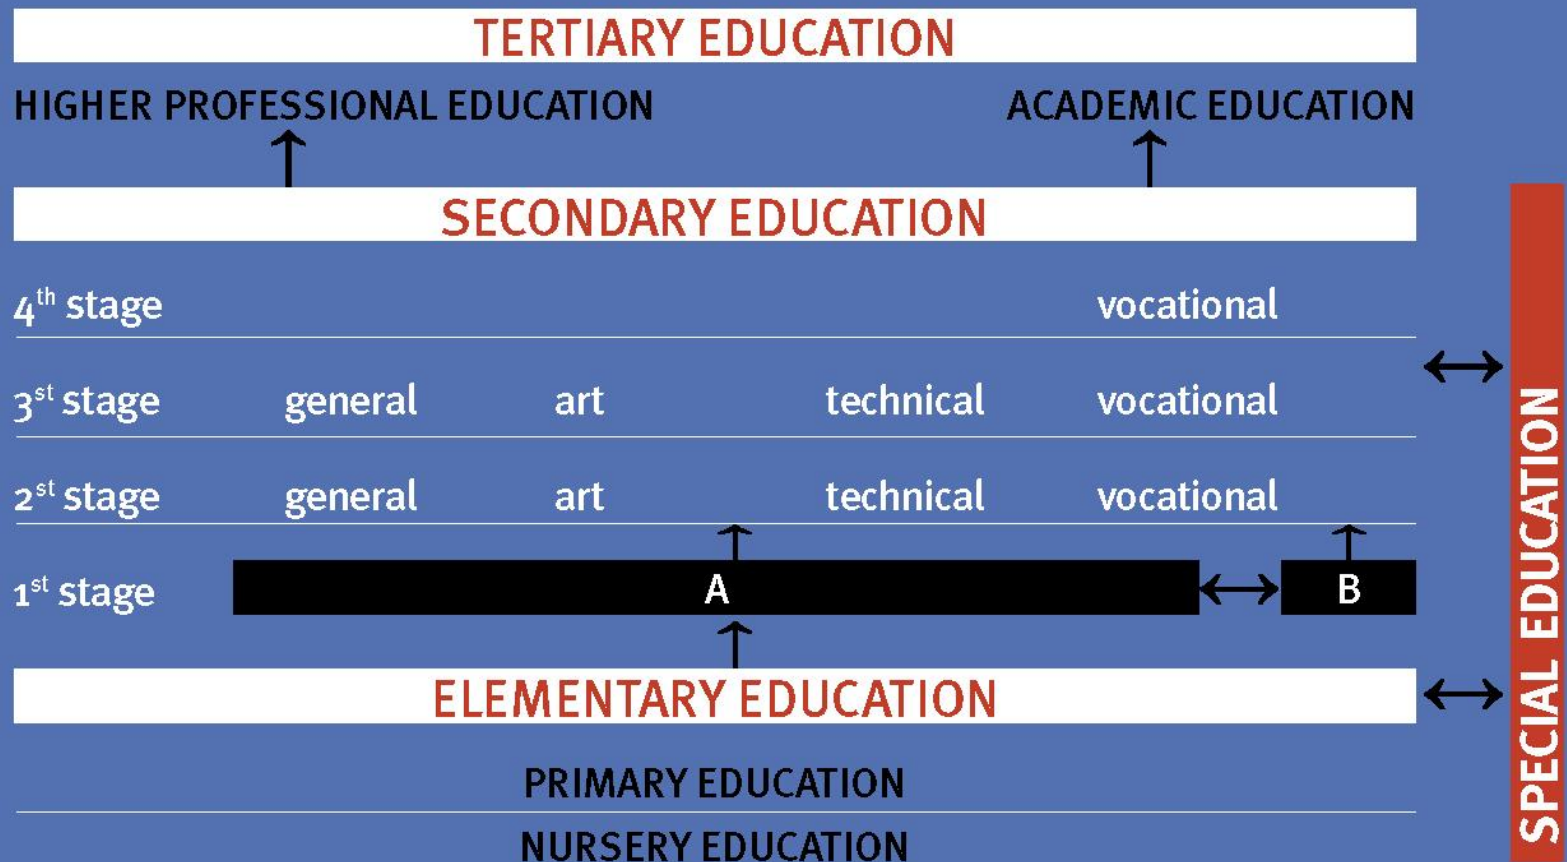 TERTIARY EDUCATION
HIGHER PROFESSIONAL EDUCATION ACADEMIC EDUCATION
SECONDARY EDUCATION
4th stage vocational
3st stage general art technical vocational
2st stage general art technical vocational
1st stage A B
ELEMENTARY EDUCATION
PRIMARY EDUCATION
NURSERY EDUCATION
SPECIAL EDUCATION